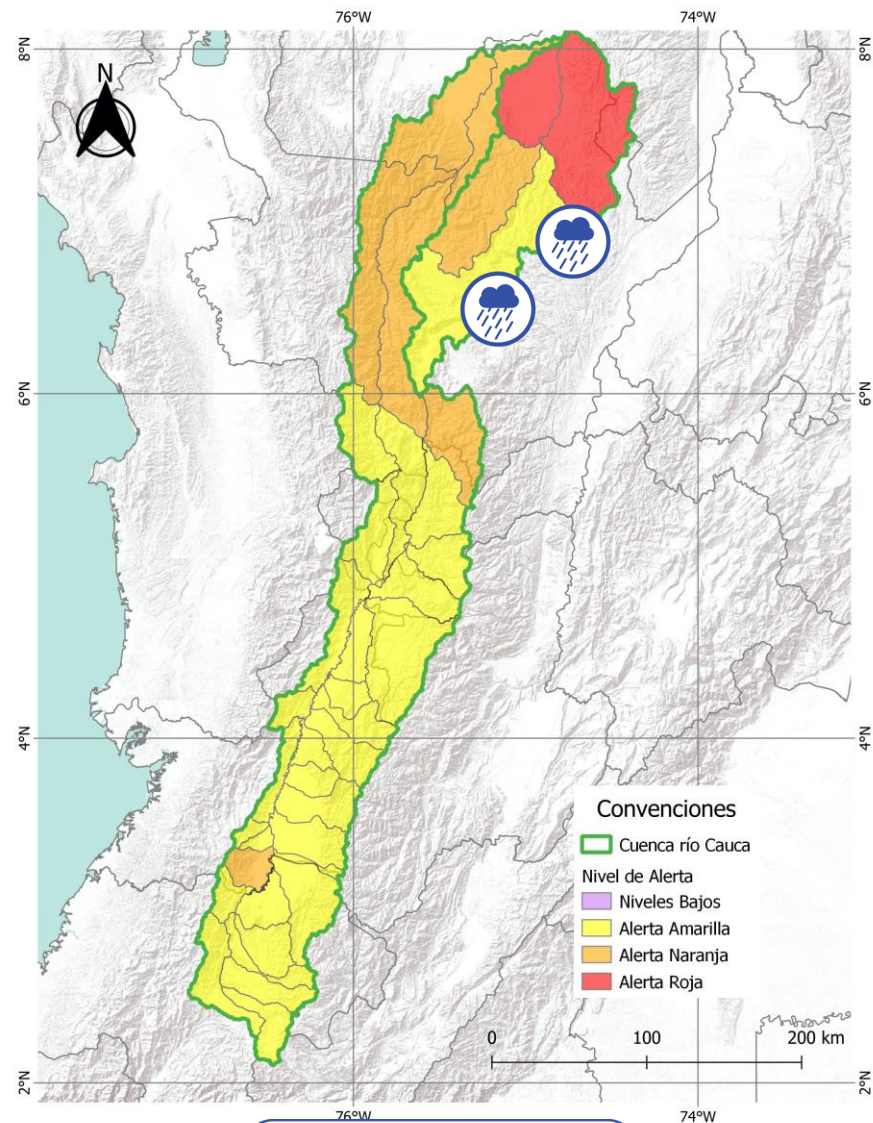 76°W 74°W
8°N 8°N
N
6°N 6°N
4°N 4°N
Convenciones
Cuenca río Cauca
Nivel de Alerta
Niveles Bajos
Alerta Amarilla
Alerta Naranja
Alerta Roja
0 100 200 km
2°N 2°N
76°W 74°W